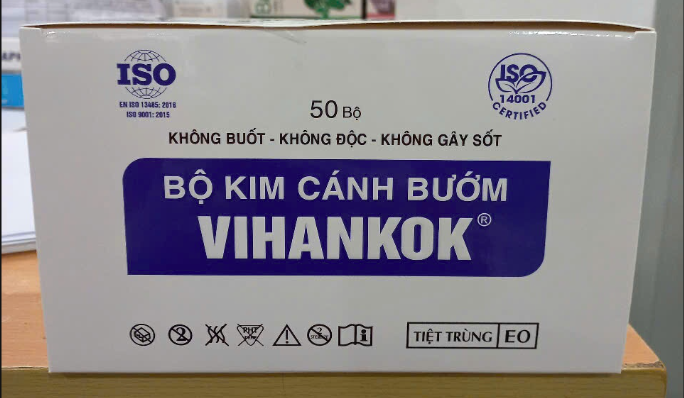 ISO
EN ISO 13485: 2016
ISO 9001: 2015
ISO
14001
CERTIFIED
50 Bộ
KHÔNG BUỐT - KHÔNG ĐỘC - KHÔNG GÂY SỐT
BỘ KIM CÁNH BƯỚM
VIHANKOK®
TIỆT TRÙNG EO